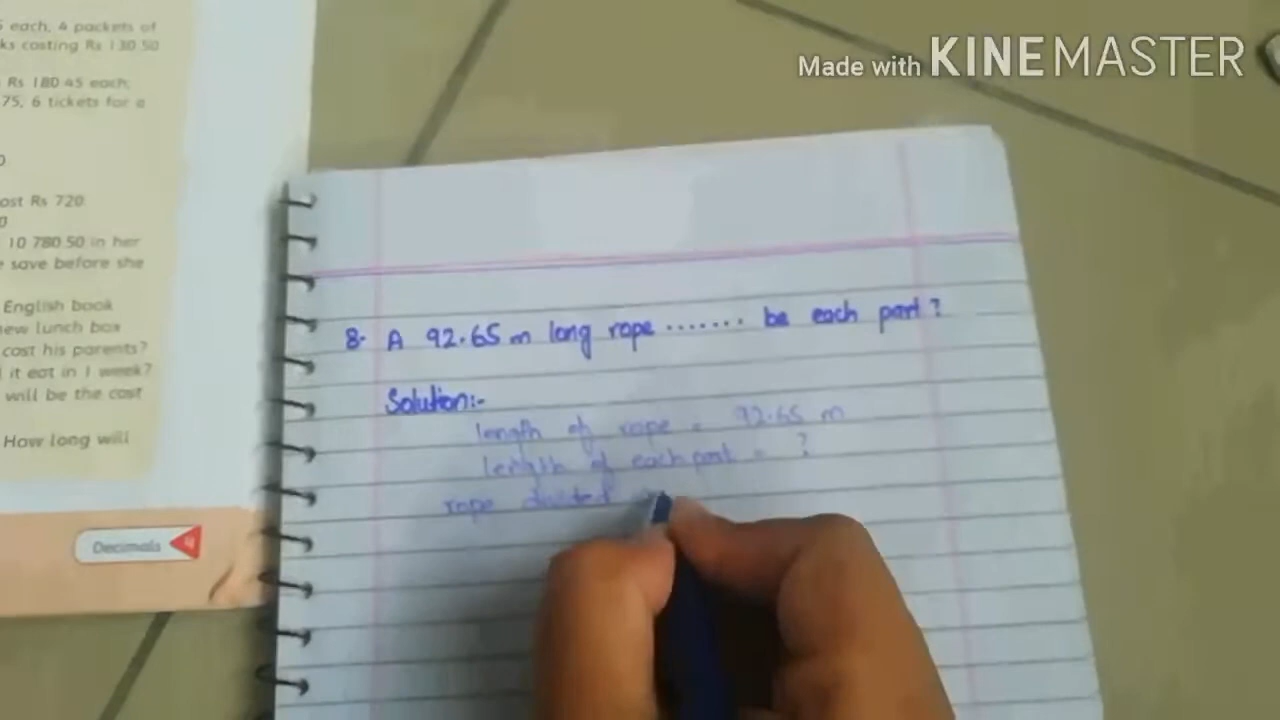 5 each, 4 packets of
ks costing Rs 130.50
Rs 180.45 each,
75, 6 tickets for a
ost Rs 720.
10 780.50 in her
save before she
English book
new lunch box
cost his parents?
it eat in 1 week?
will be the cost
How long will
Decimals 4
Made with KINEMASTER
8. A 92.65 m long rope ....... be each part?
Solution:-
length of rope = 92.65 m
length of each part = ?
rope divided